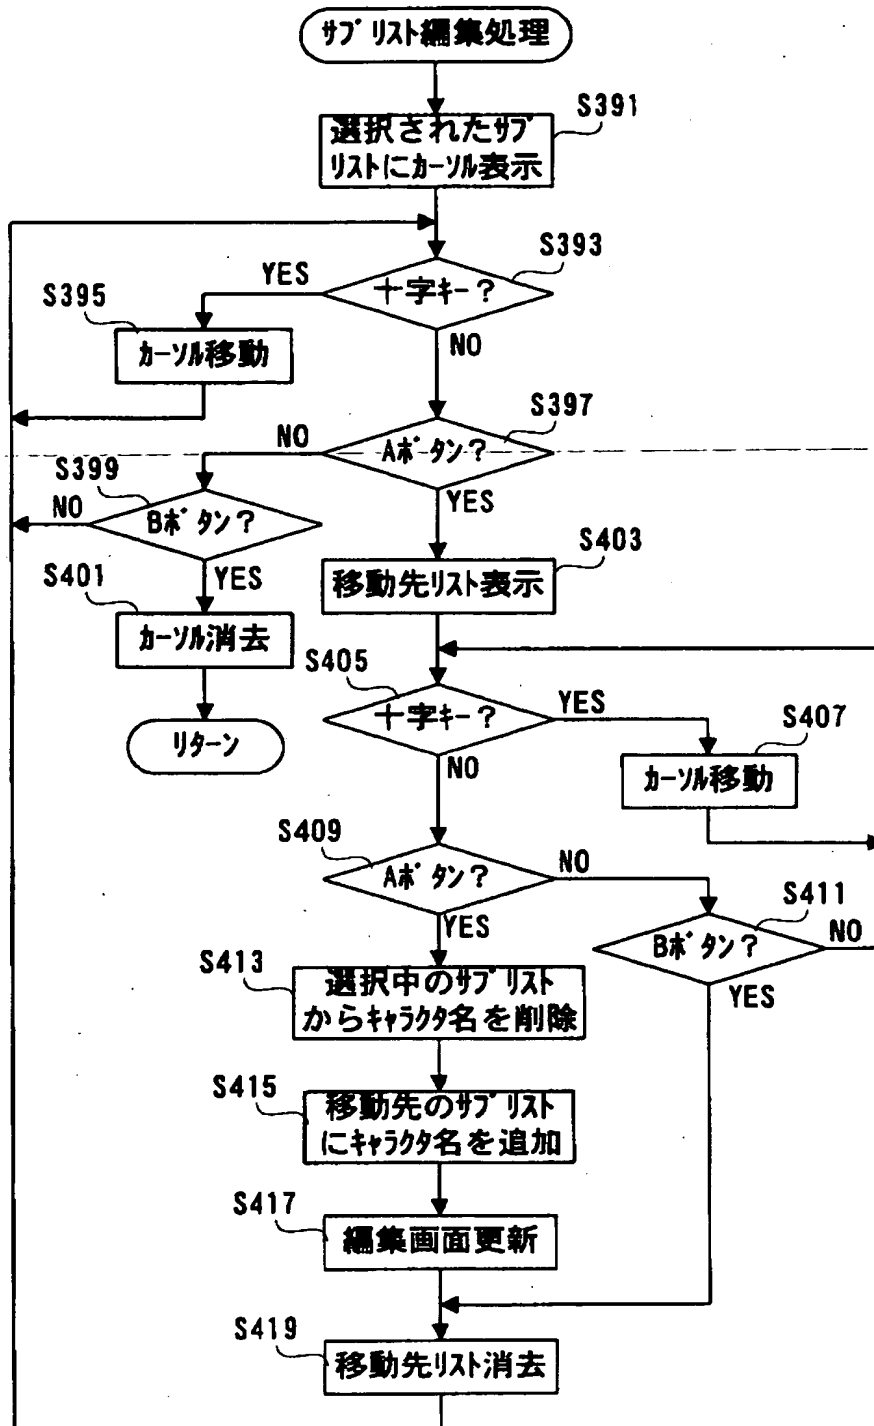 サブリスト編集処理
S391
選択されたサブ
リストにカーソル表示
S393
十字キー?
YES
NO
S395
カーソル移動
S397
Aボタン?
NO
YES
S399
Bボタン?
NO
YES
S401
カーソル消去
リターン
S403
移動先リスト表示
S405
十字キー?
YES
NO
S407
カーソル移動
S409
Aボタン?
NO
YES
S411
Bボタン?
NO
YES
S413
選択中のサブリスト
からキャラクタ名を削除
S415
移動先のサブリスト
にキャラクタ名を追加
S417
編集画面更新
S419
移動先リスト消去